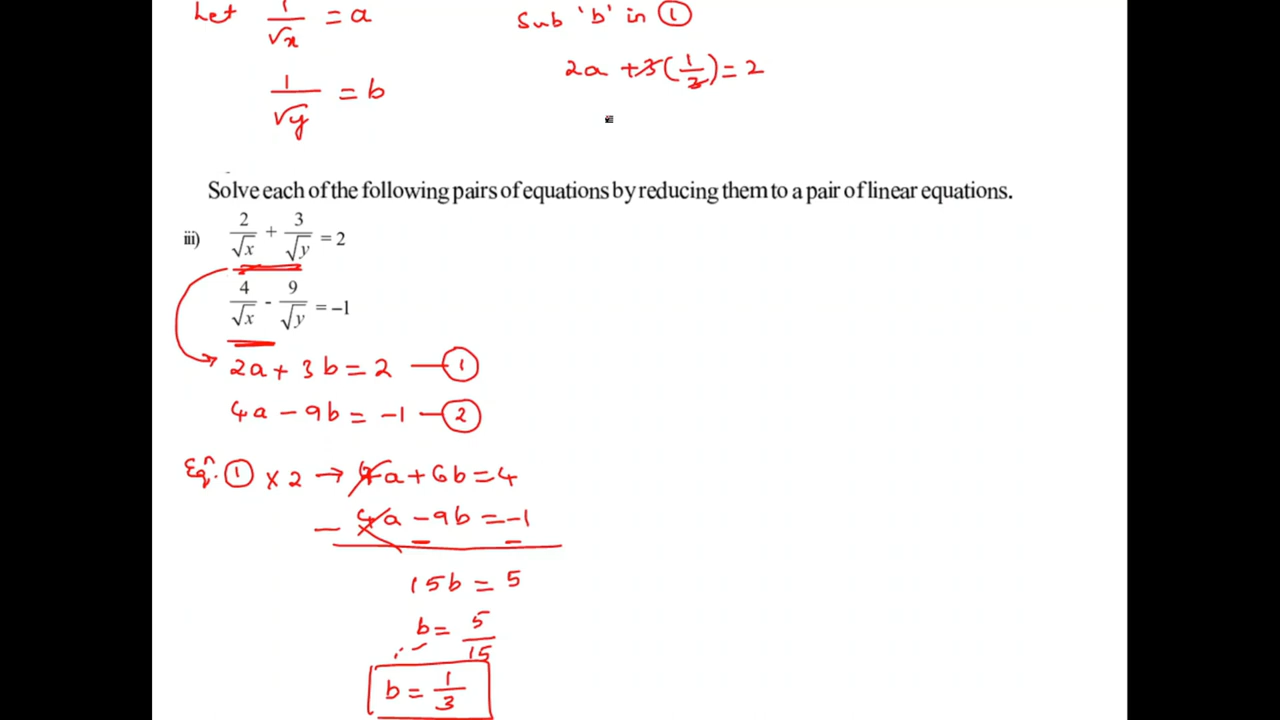 Let 1/√x = a
1/√y = b
Sub 'b' in ①
2a + 3(1/3) = 2
Solve each of the following pairs of equations by reducing them to a pair of linear equations.
iii) 2/√x + 3/√y = 2
4/√x - 9/√y = –1
2a + 3b = 2 — ①
4a - 9b = -1 — ②
Eqⁿ. ① × 2 → 4a + 6b = 4
- 4a - 9b = -1
15b = 5
b = 5/15
b = 1/3